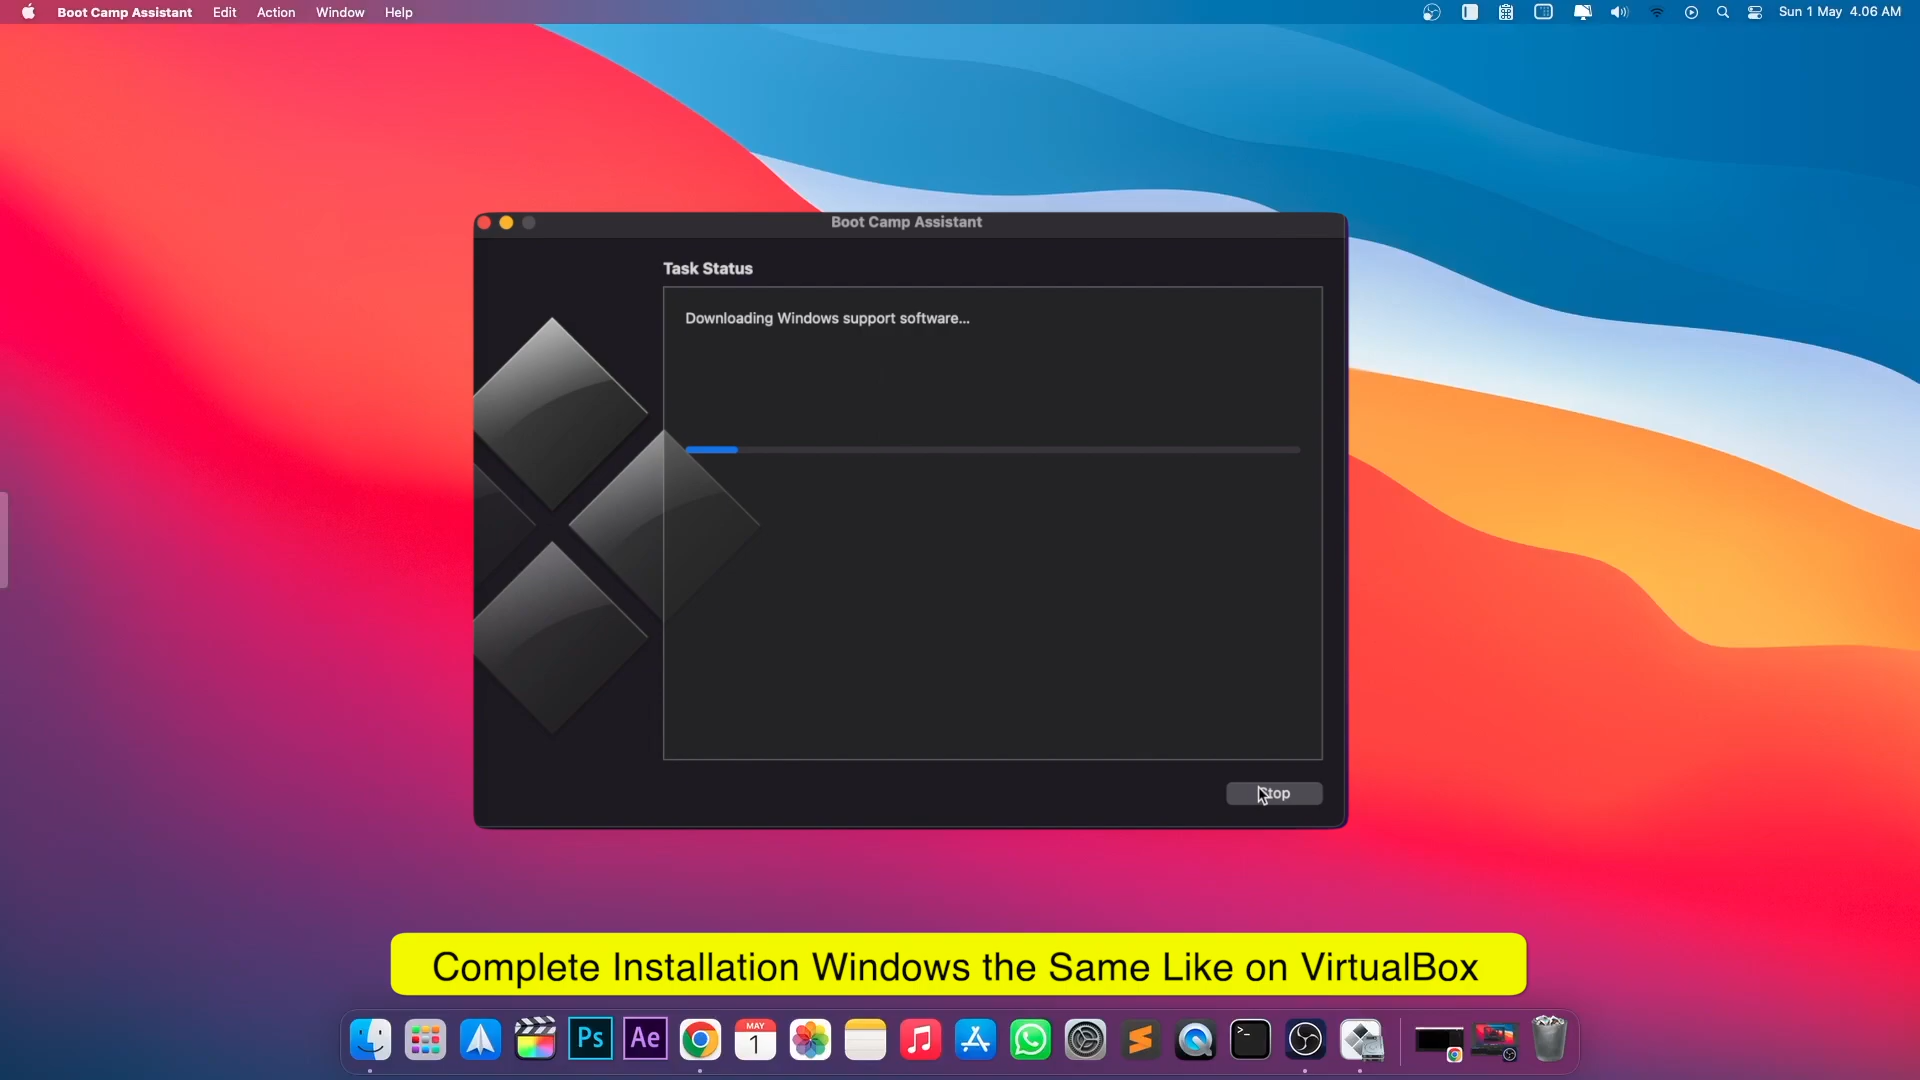 Boot Camp Assistant Edit Action Window Help Sun 1 May 4.06 AM
Boot Camp Assistant
Task Status
Downloading Windows support software...
Stop
Complete Installation Windows the Same Like on VirtualBox
Ps Ae MAY 1